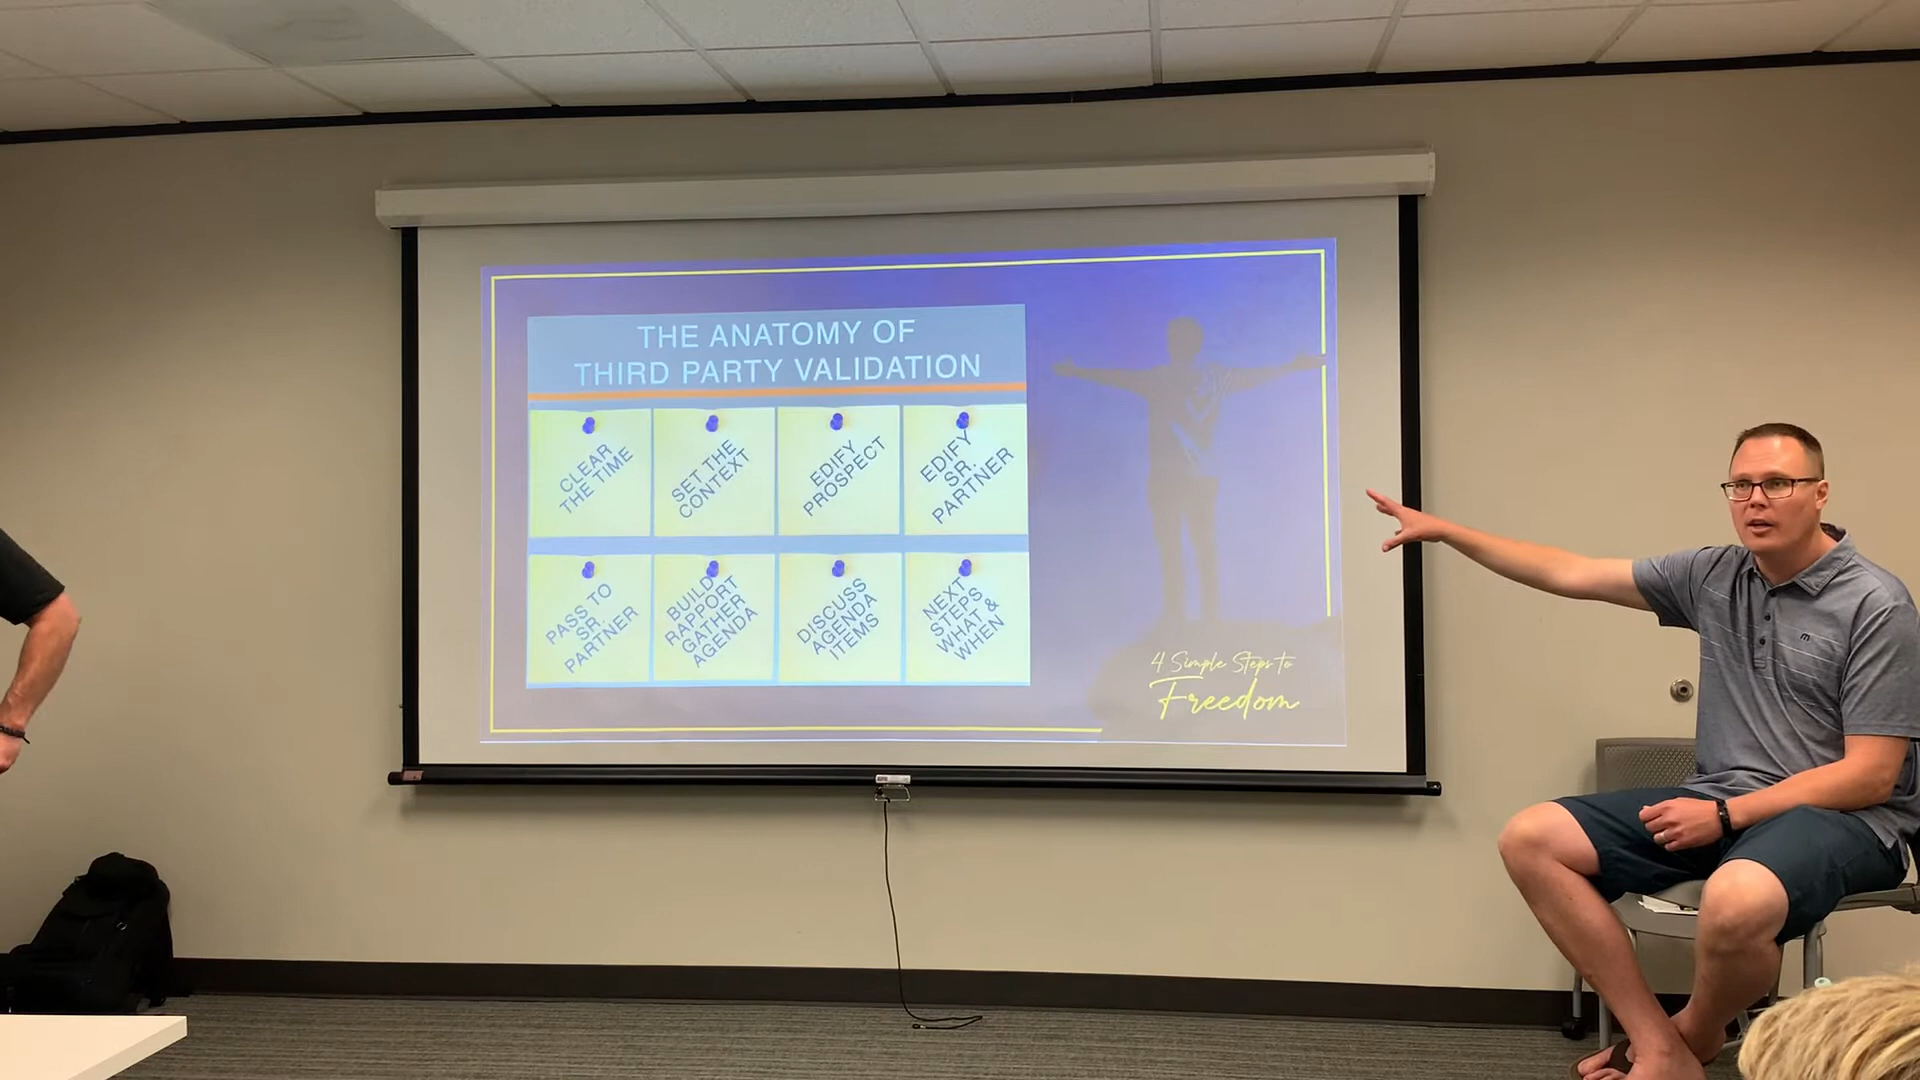 THE ANATOMY OF
THIRD PARTY VALIDATION
CLEAR
THE TIME
SET THE
CONTEXT
EDIFY
PROSPECT
EDIFY
SR.
PARTNER
PASS TO
SR.
PARTNER
BUILD
RAPPORT
GATHER
AGENDA
DISCUSS
AGENDA
ITEMS
NEXT
STEPS
WHAT &
WHEN
4 Simple Steps to
Freedom